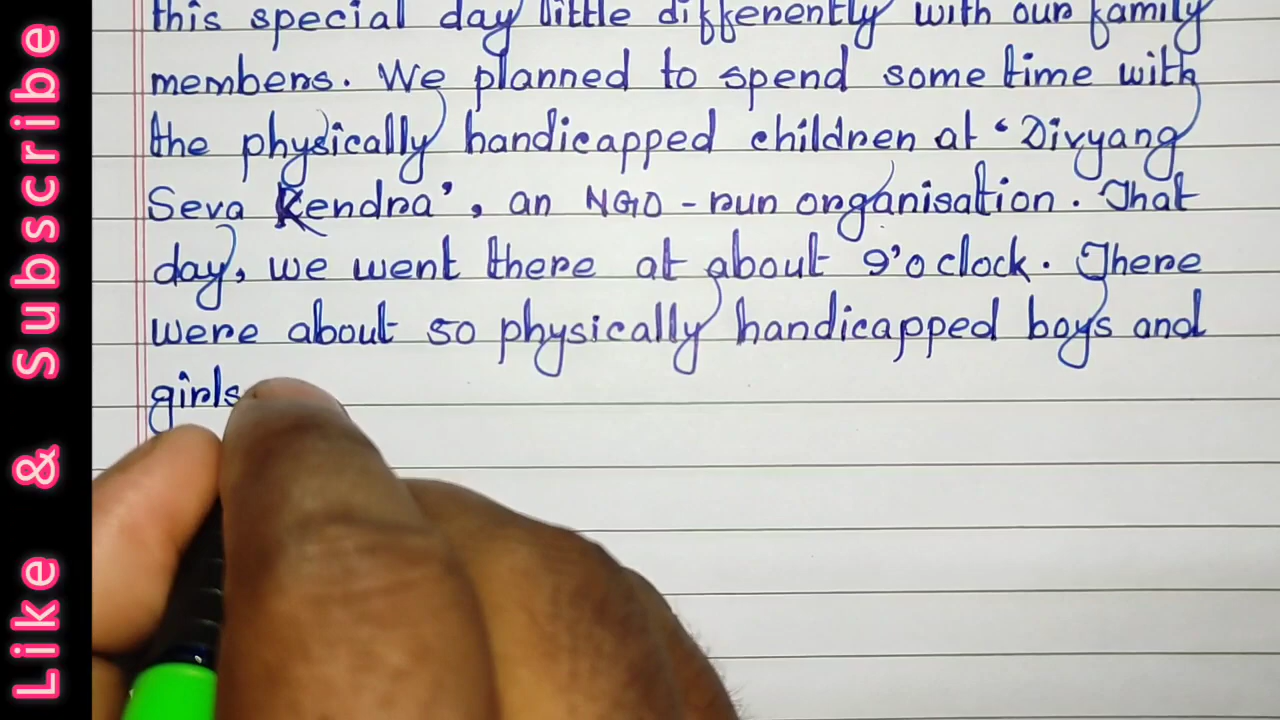 this special day little differently with our family
members. We planned to spend some time with
the physically handicapped children at ‘Divyang
Seva Kendra’, an NGO-run organisation. That
day, we went there at about 9’o clock. There
were about 50 physically handicapped boys and
girls
Like & Subscribe